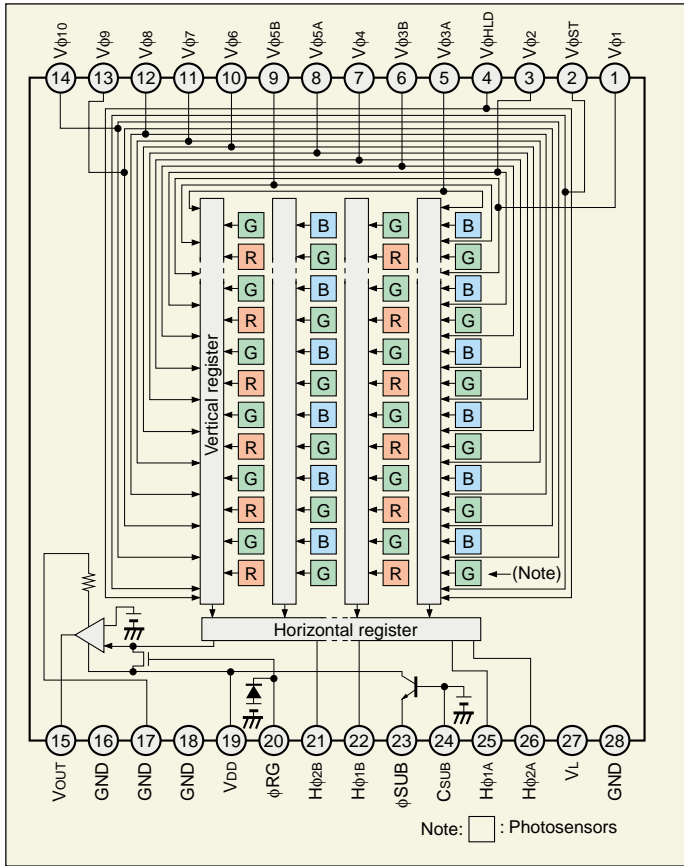 Vϕ10 Vϕ9 Vϕ8 Vϕ7 Vϕ6 Vϕ5B Vϕ5A Vϕ4 Vϕ3B Vϕ3A VϕHLD Vϕ2 VϕST Vϕ1
14 13 12 11 10 9 8 7 6 5 4 3 2 1
G B G B
R G R G
G B G B
R G R G
G B G B
R G R G
G B G B
R G R G
G B G B
R G R G
G B G B
R G R G
Vertical register
(Note)
Horizontal register
15 16 17 18 19 20 21 22 23 24 25 26 27 28
VOUT GND GND GND VDD ϕRG Hϕ2B Hϕ1B ϕSUB CSUB Hϕ1A Hϕ2A VL GND
Note: : Photosensors